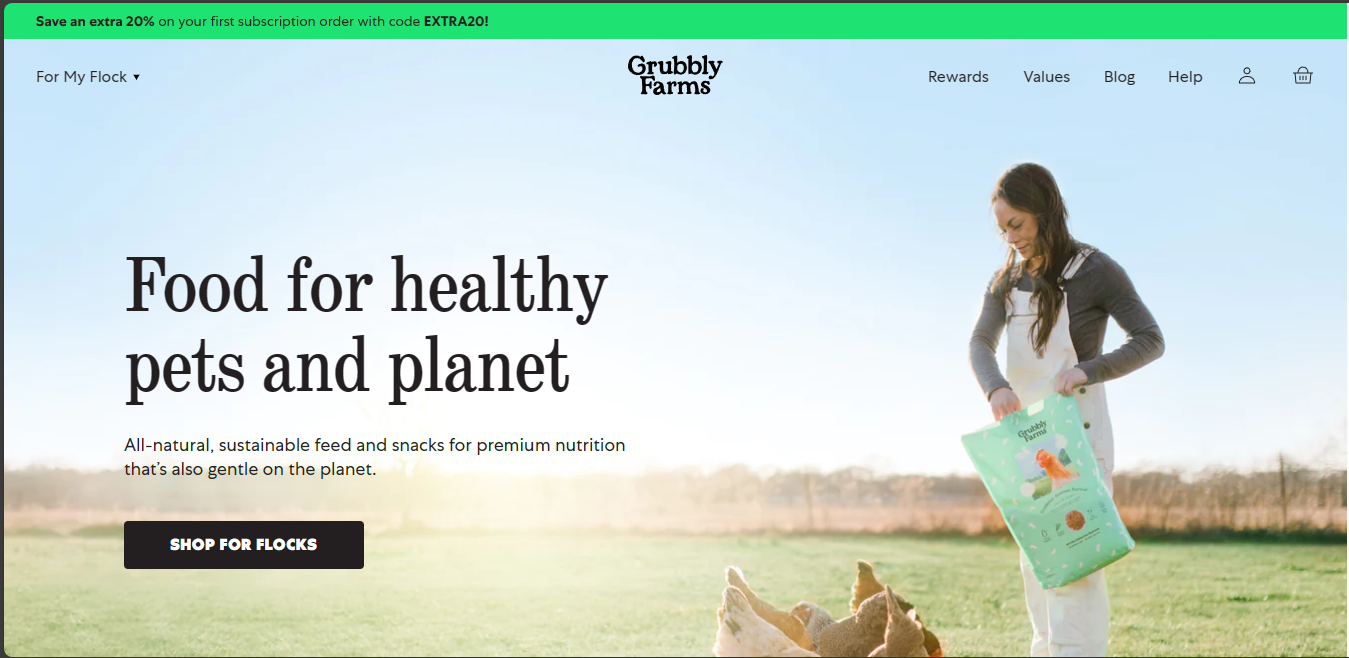 Save an extra 20% on your first subscription order with code EXTRA20!
For My Flock ▾
Grubbly
Farms
Rewards Values Blog Help
Food for healthy
pets and planet
All-natural, sustainable feed and snacks for premium nutrition
that's also gentle on the planet.
SHOP FOR FLOCKS
Grubbly
Farms